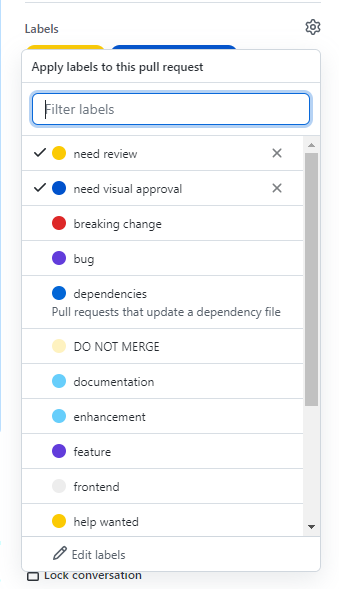 Labels
Apply labels to this pull request
Filter labels
need review
need visual approval
breaking change
bug
dependencies
Pull requests that update a dependency file
DO NOT MERGE
documentation
enhancement
feature
frontend
help wanted
Edit labels
Lock conversation